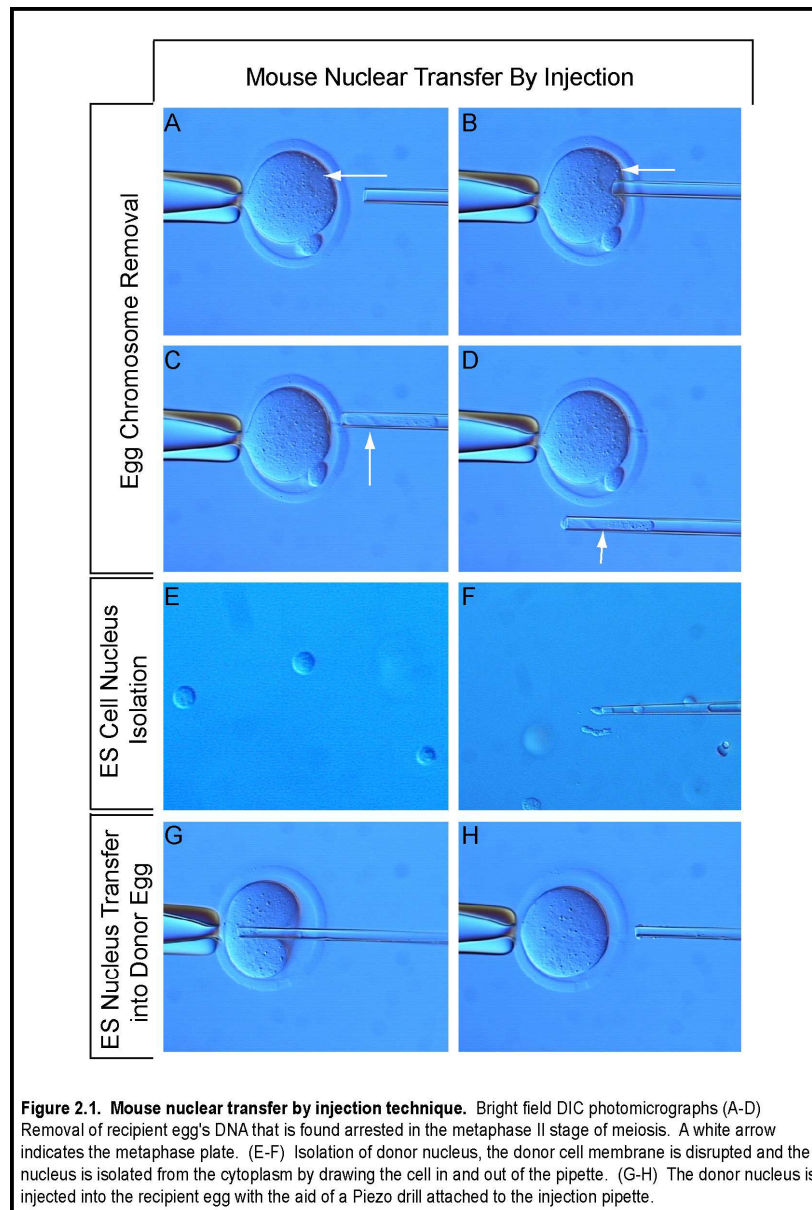 Mouse Nuclear Transfer By Injection
Egg Chromosome Removal
A
B
C
D
ES Cell Nucleus
Isolation
E
F
ES Nucleus Transfer
into Donor Egg
G
H
Figure 2.1. Mouse nuclear transfer by injection technique. Bright field DIC photomicrographs (A-D)
Removal of recipient egg's DNA that is found arrested in the metaphase II stage of meiosis. A white arrow
indicates the metaphase plate. (E-F) Isolation of donor nucleus, the donor cell membrane is disrupted and the
nucleus is isolated from the cytoplasm by drawing the cell in and out of the pipette. (G-H) The donor nucleus is
injected into the recipient egg with the aid of a Piezo drill attached to the injection pipette.